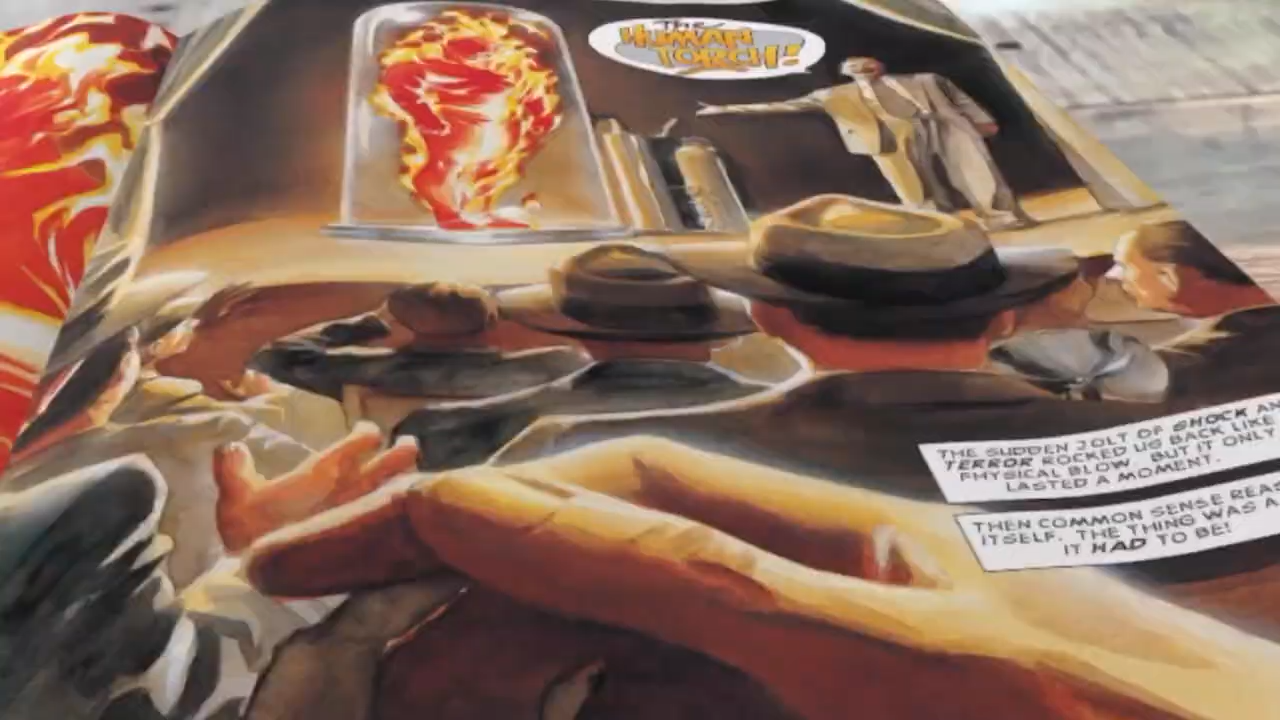 THE
HUMAN
TORCH!
THE SUDDEN JOLT OF SHOCK AN
TERROR ROCKED US BACK LIKE
PHYSICAL BLOW. BUT IT ONLY
LASTED A MOMENT.
THEN COMMON SENSE REAS
ITSELF. THE THING WAS A
IT HAD TO BE!